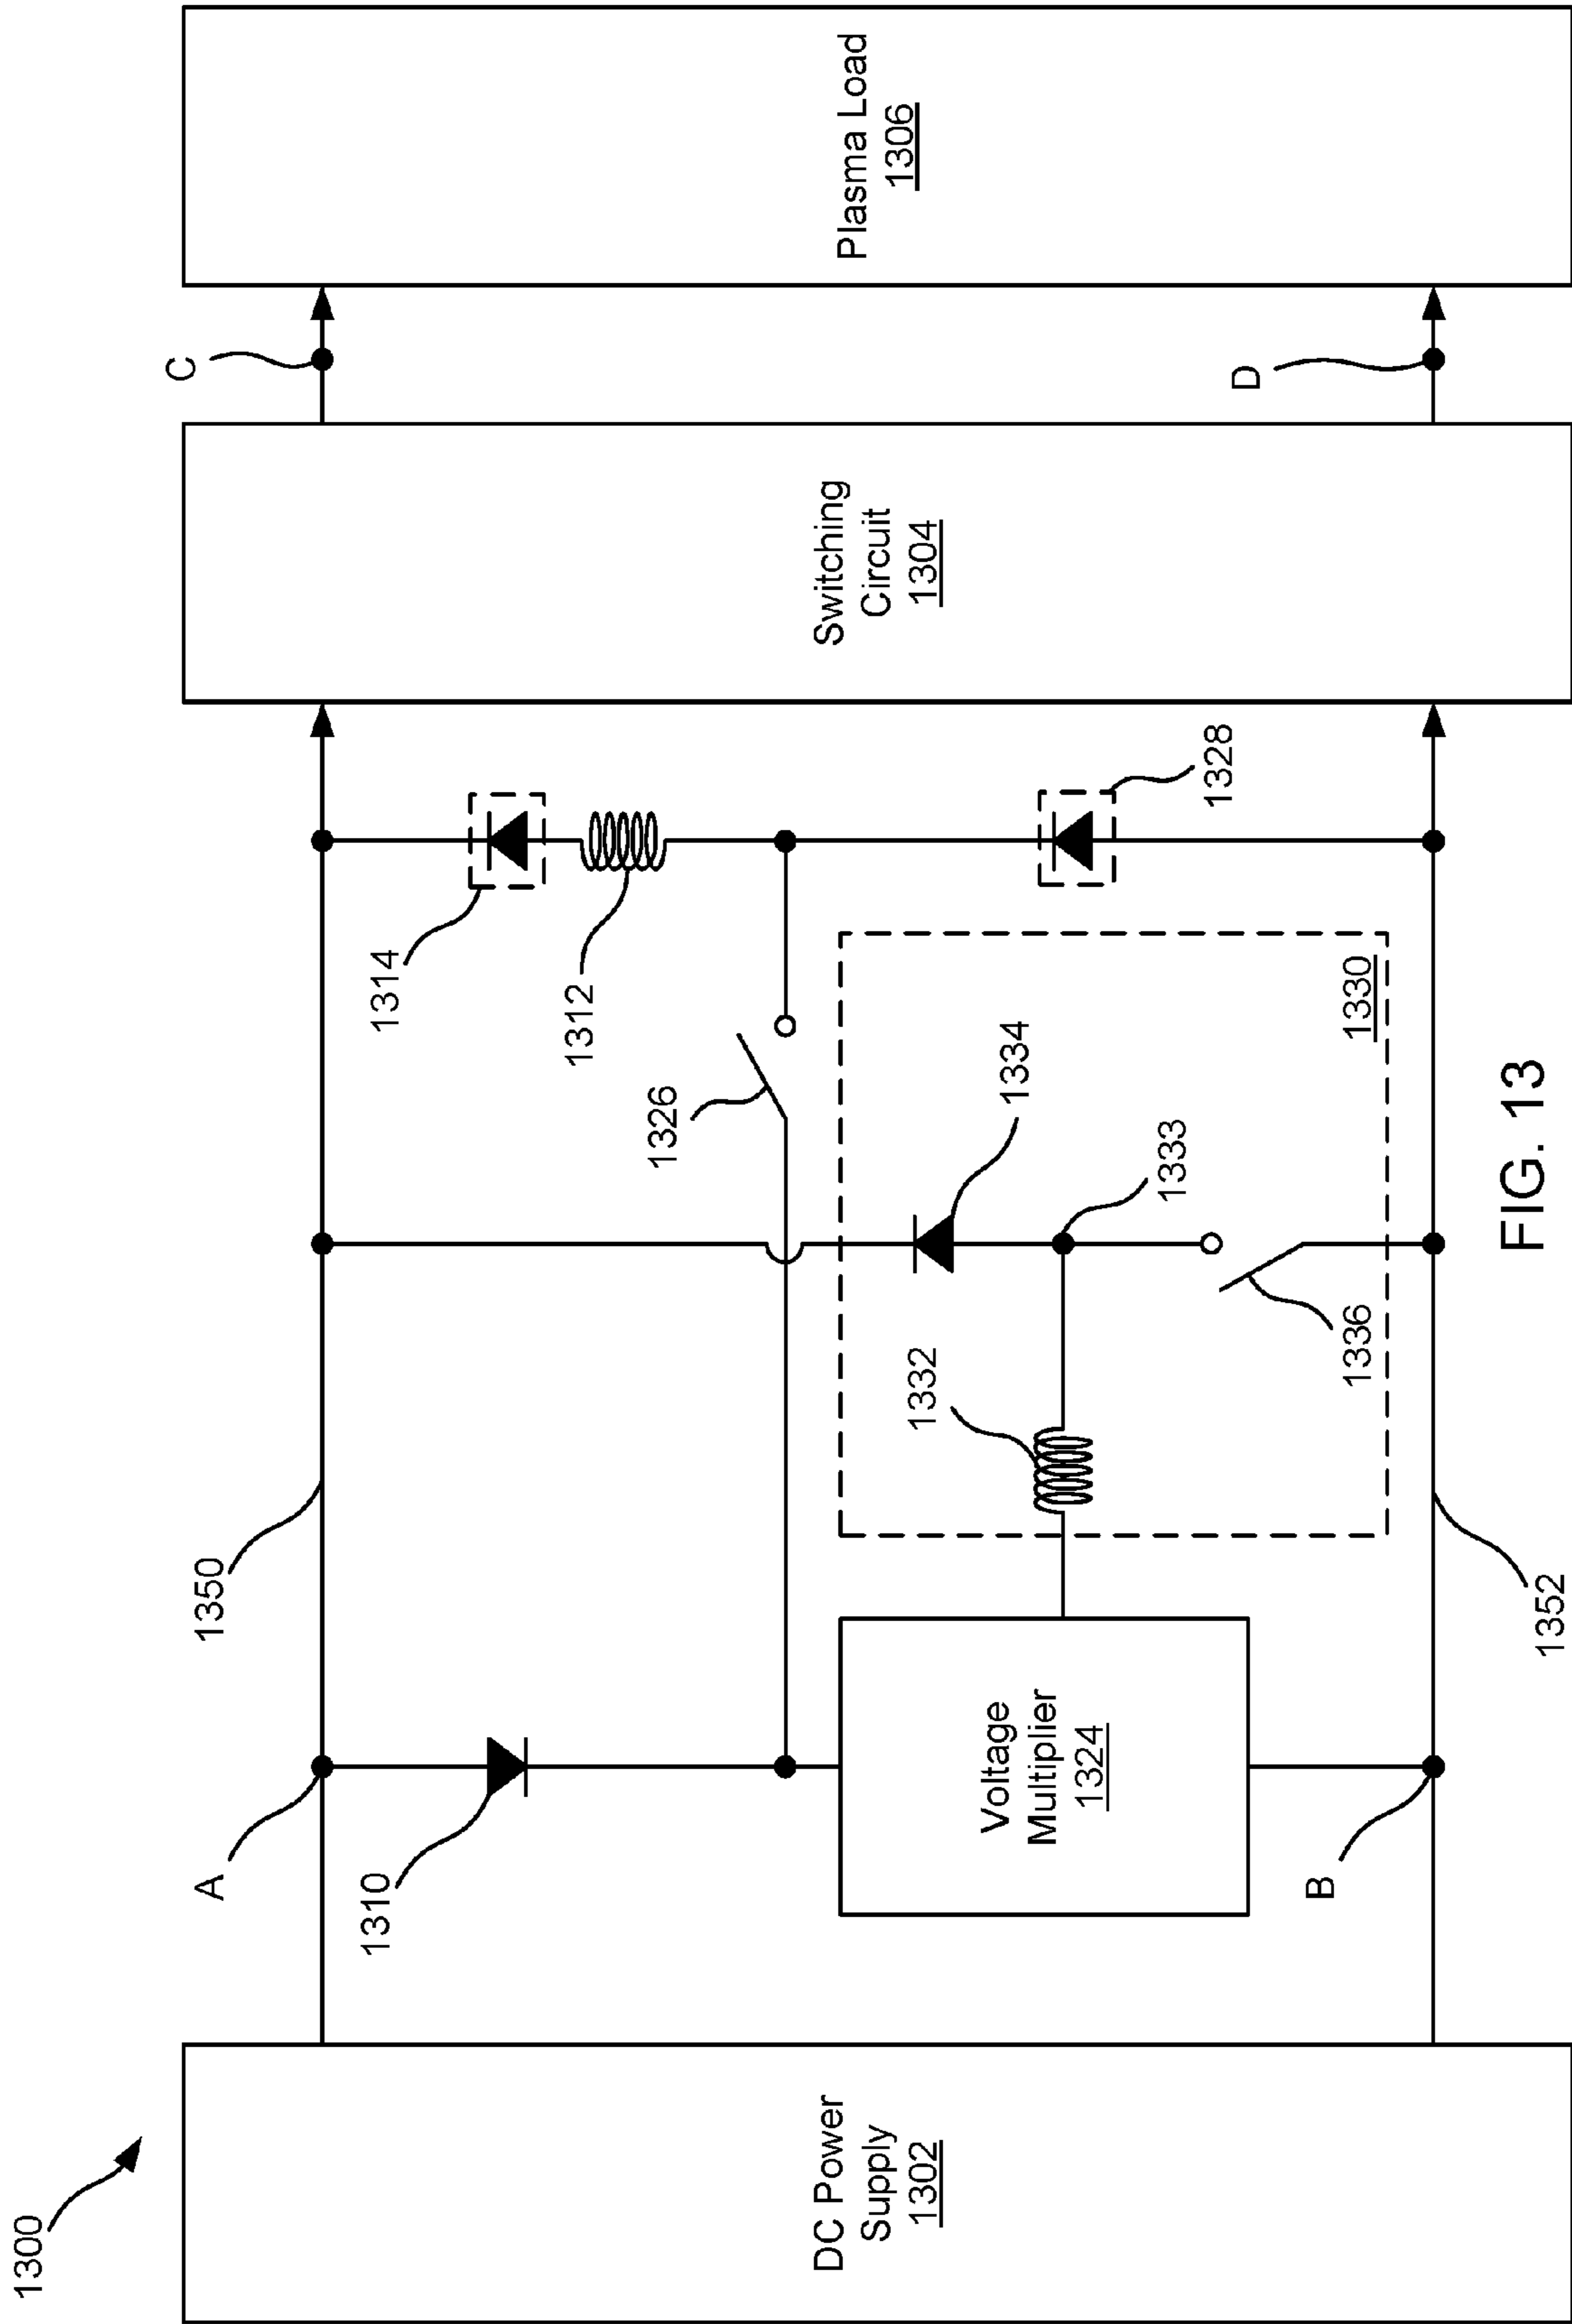 1300
DC Power
Supply
1302
A
1350
1310
Voltage
Multiplier
1324
B
1352
1332
1326
1334
1333
1336
1330
1314
1312
1328
Switching
Circuit
1304
C
D
Plasma Load
1306
FIG. 13